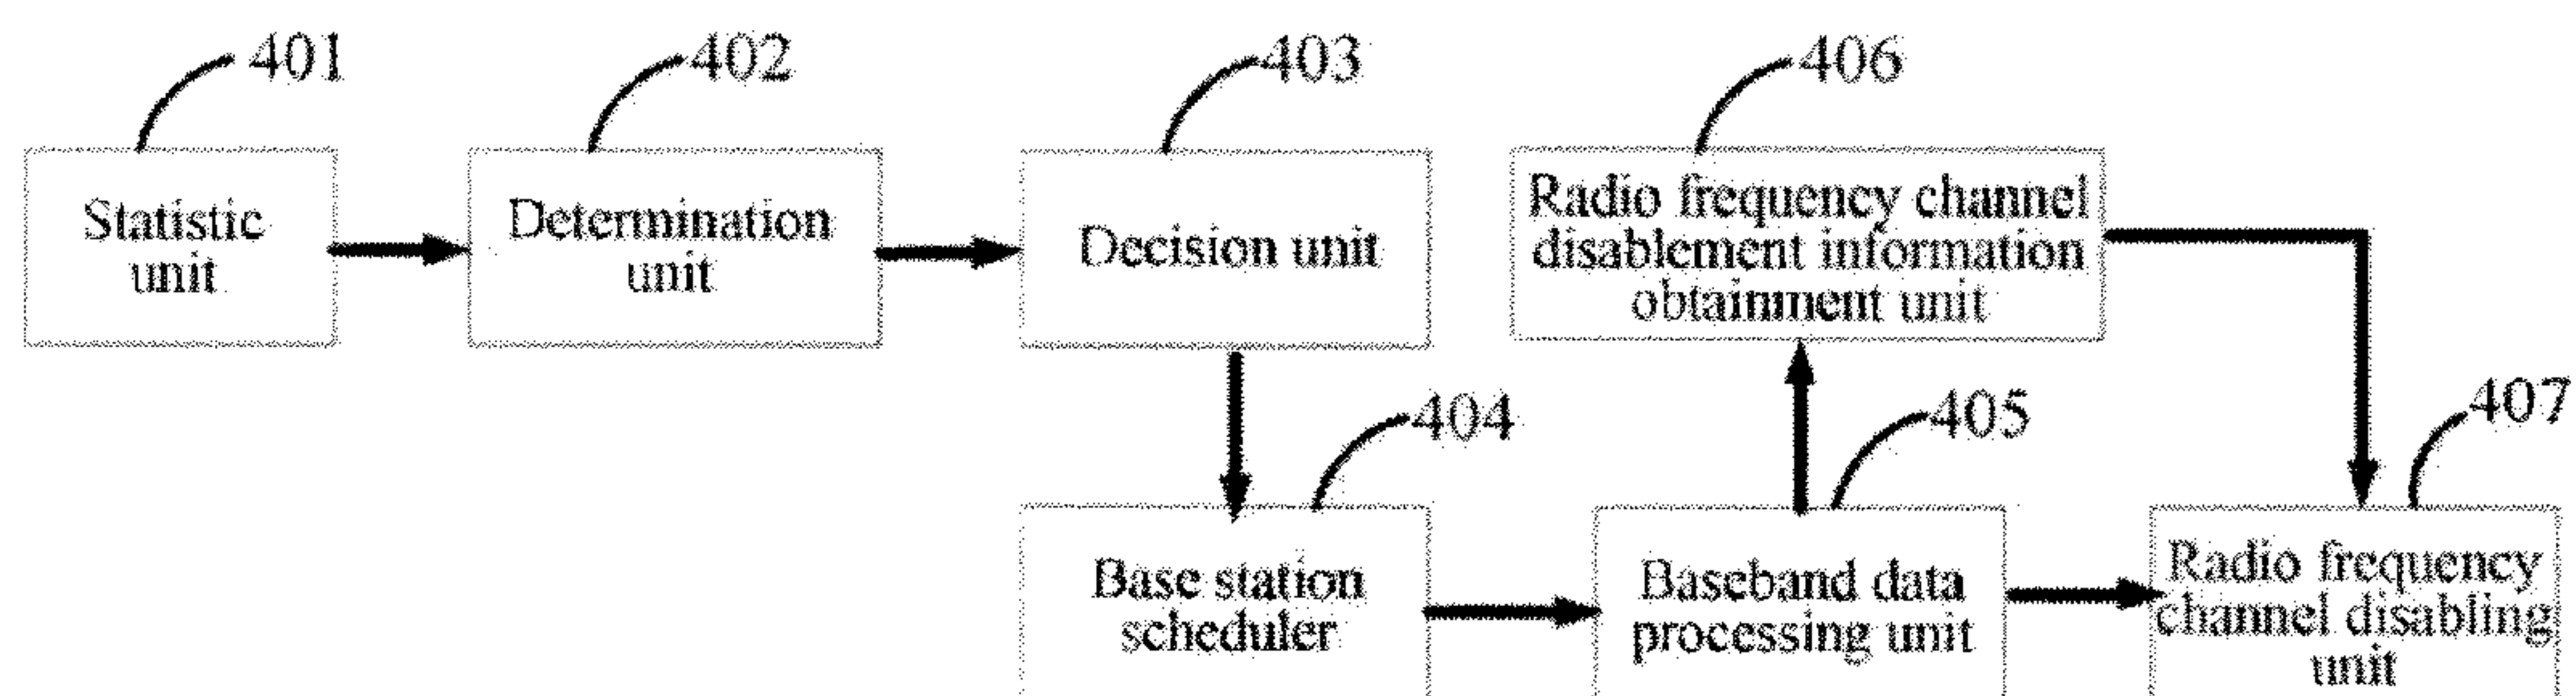 401
402
403
406
Statistic
unit
Determination
unit
Decision unit
Radio frequency channel
disablement information
obtainment unit
404
405
407
Base station
scheduler
Baseband data
processing unit
Radio frequency
channel disabling
unit